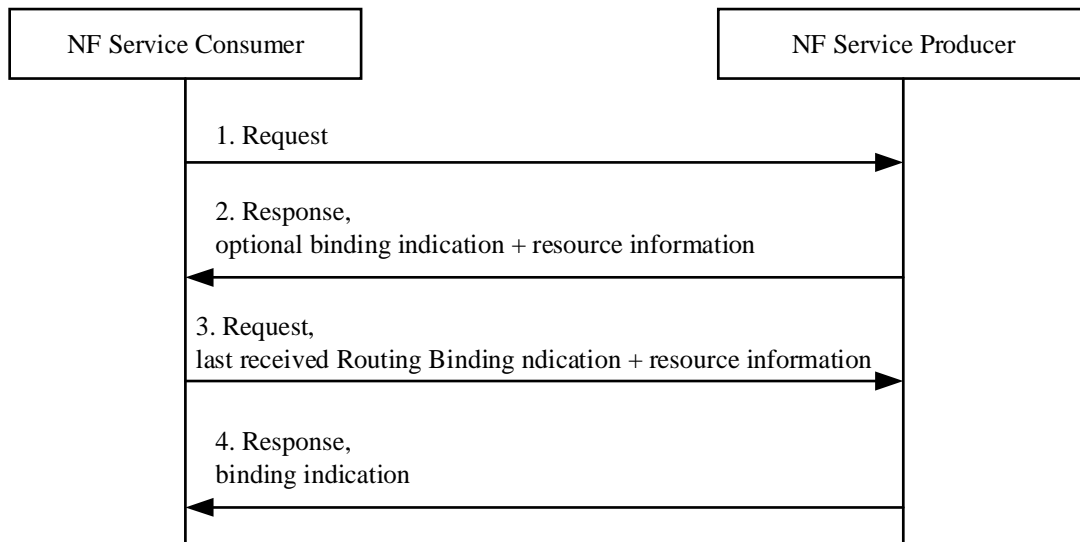 NF Service Consumer
NF Service Producer
1. Request
2. Response,
optional binding indication + resource information
3. Request,
last received Routing Binding ndication + resource information
4. Response,
binding indication